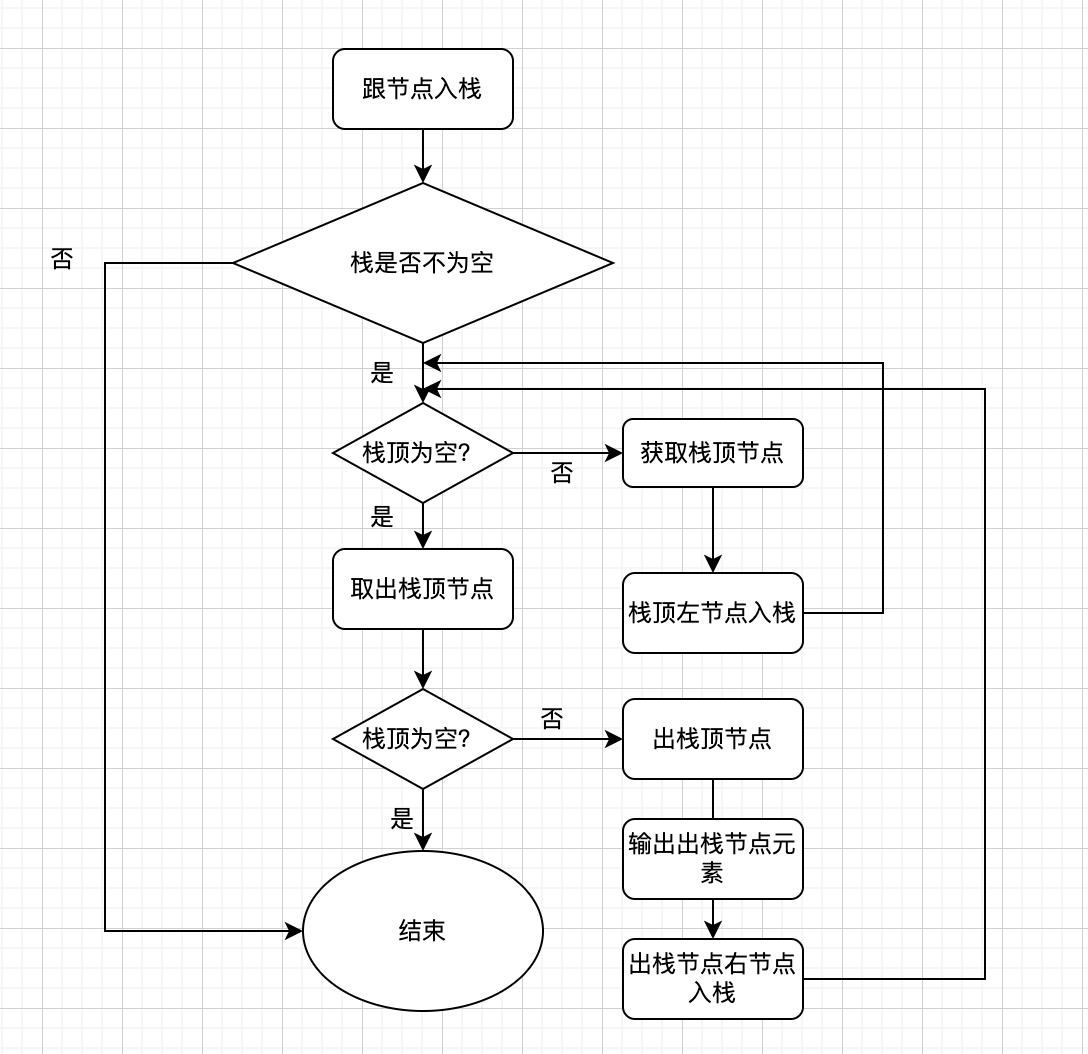 跟节点入栈
否
栈是否不为空
是
栈顶为空?
否
获取栈顶节点
是
取出栈顶节点
栈顶左节点入栈
栈顶为空?
否
出栈顶节点
是
输出出栈节点元
素
结束
出栈节点右节点
入栈